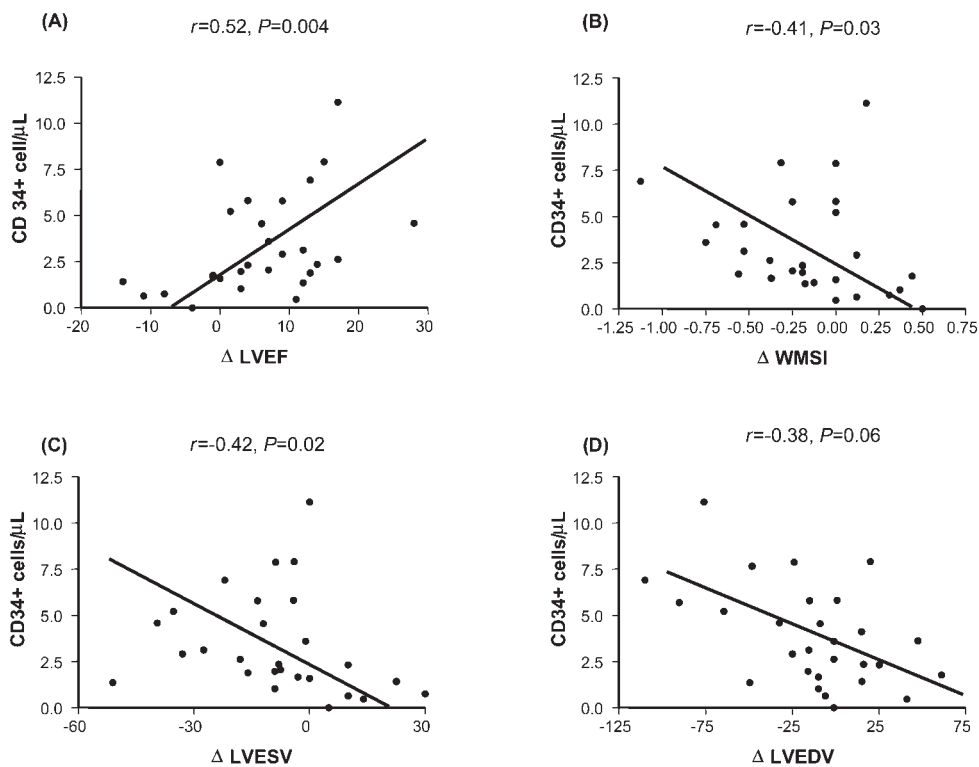 (A)
r=0.52, P=0.004
CD 34+ cell/μL
12.5
10.0
7.5
5.0
2.5
0.0
-20 -10 0 10 20 30
Δ LVEF
(B)
r=-0.41, P=0.03
CD34+ cells/μL
12.5
10.0
7.5
5.0
2.5
0.0
-1.25 -1.00 -0.75 -0.50 -0.25 0.00 0.25 0.50 0.75
Δ WMSI
(C)
r=-0.42, P=0.02
CD34+ cells/μL
12.5
10.0
7.5
5.0
2.5
0.0
-60 -30 0 30
Δ LVESV
(D)
r=-0.38, P=0.06
CD34+ cells/μL
12.5
10.0
7.5
5.0
2.5
0.0
-125 -75 -25 25 75
Δ LVEDV